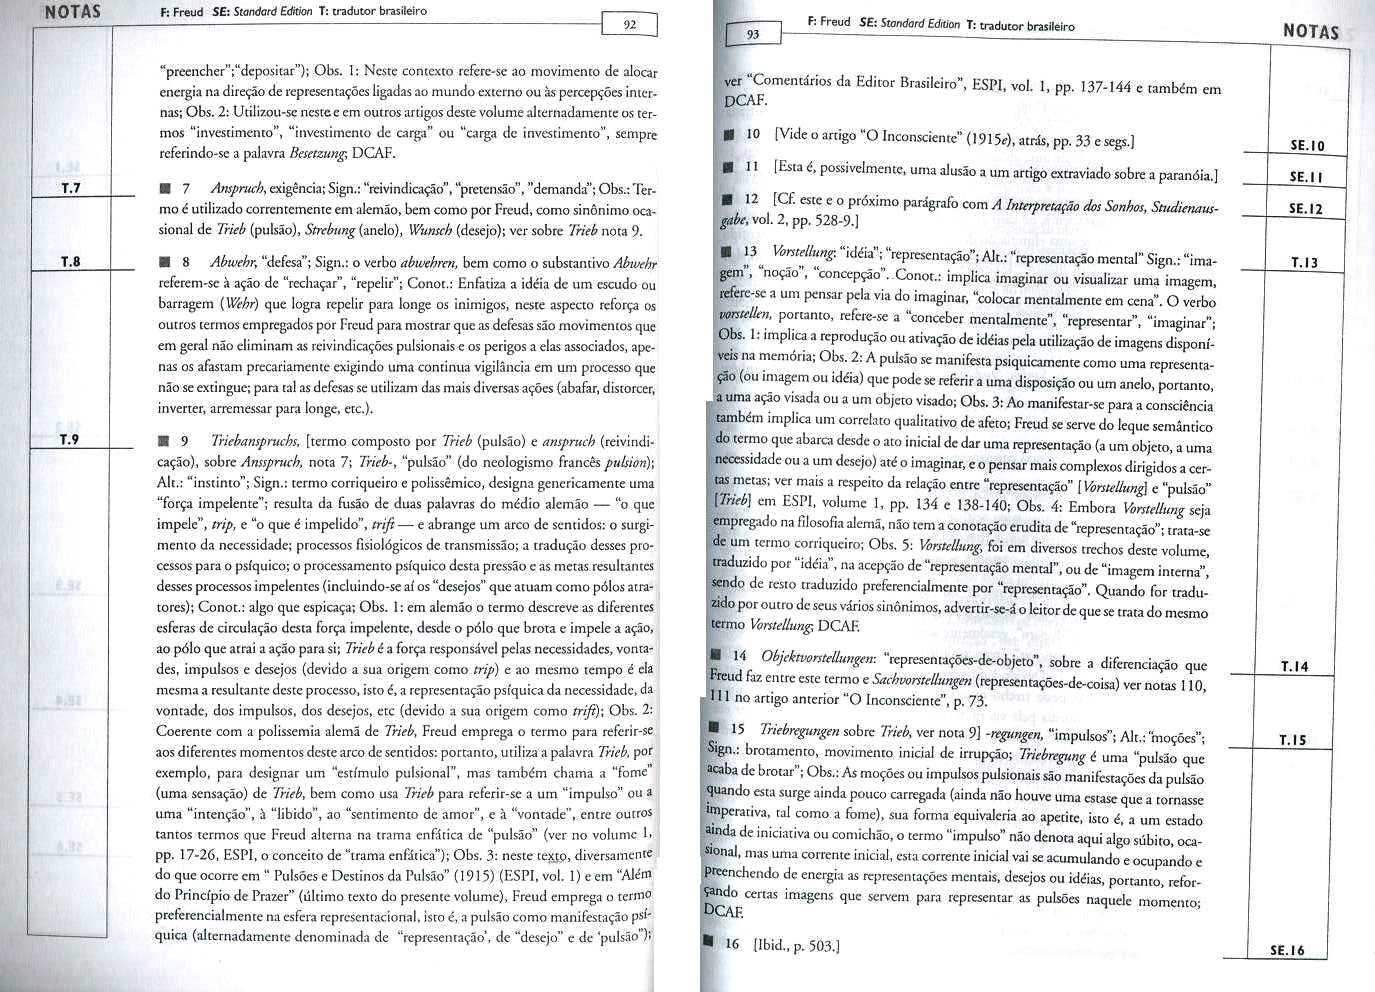 NOTAS
F: Freud SE: Standard Edition T: tradutor brasileiro
92
“preencher”;“depositar”); Obs. 1: Neste contexto refere-se ao movimento de alocar
energia na direção de representações ligadas ao mundo externo ou às percepções inter-
nas; Obs. 2: Utilizou-se neste e em outros artigos deste volume alternadamente os ter-
mos “investimento”, “investimento de carga” ou “carga de investimento”, sempre
referindo-se a palavra Besetzung; DCAF.
T.7
7 Anspruch, exigência; Sign.: “reivindicação”, “pretensão”, ”demanda”; Obs.: Ter-
mo é utilizado correntemente em alemão, bem como por Freud, como sinônimo oca-
sional de Trieb (pulsão), Strebung (anelo), Wunsch (desejo); ver sobre Trieb nota 9.
T.8
8 Abwehr, “defesa”; Sign.: o verbo abwehren, bem como o substantivo Abwehr
referem-se à ação de “rechaçar”, “repelir”; Conot.: Enfatiza a idéia de um escudo ou
barragem (Wehr) que logra repelir para longe os inimigos, neste aspecto reforça os
outros termos empregados por Freud para mostrar que as defesas são movimentos que
em geral não eliminam as reivindicações pulsionais e os perigos a elas associados, ape-
nas os afastam precariamente exigindo uma continua vigilância em um processo que
não se extingue; para tal as defesas se utilizam das mais diversas ações (abafar, distorcer,
inverter, arremessar para longe, etc.).
T.9
9 Triebanspruchs, [termo composto por Trieb (pulsão) e anspruch (reivindi-
cação), sobre Ansspruch, nota 7; Trieb-, “pulsão” (do neologismo francês pulsion);
Alt.: “instinto”; Sign.: termo corriqueiro e polissêmico, designa genericamente uma
“força impelente”; resulta da fusão de duas palavras do médio alemão — “o que
impele”, trip, e “o que é impelido”, trift — e abrange um arco de sentidos: o surgi-
mento da necessidade; processos fisiológicos de transmissão; a tradução desses pro-
cessos para o psíquico; o processamento psíquico desta pressão e as metas resultantes
desses processos impelentes (incluindo-se aí os “desejos” que atuam como pólos atra-
tores); Conot.: algo que espicaça; Obs. 1: em alemão o termo descreve as diferentes
esferas de circulação desta força impelente, desde o pólo que brota e impele a ação,
ao pólo que atrai a ação para si; Trieb é a força responsável pelas necessidades, vonta-
des, impulsos e desejos (devido a sua origem como trip) e ao mesmo tempo é ela
mesma a resultante deste processo, isto é, a representação psíquica da necessidade, da
vontade, dos impulsos, dos desejos, etc (devido a sua origem como trift); Obs. 2:
Coerente com a polissemia alemã de Trieb, Freud emprega o termo para referir-se
aos diferentes momentos deste arco de sentidos: portanto, utiliza a palavra Trieb, por
exemplo, para designar um “estímulo pulsional”, mas também chama a “fome”
(uma sensação) de Trieb, bem como usa Trieb para referir-se a um “impulso” ou a
uma “intenção”, à “libido”, ao “sentimento de amor”, e à “vontade”, entre outros
tantos termos que Freud alterna na trama enfática de “pulsão” (ver no volume 1,
pp. 17-26, ESPI, o conceito de “trama enfática”); Obs. 3: neste texto, diversamente
do que ocorre em “ Pulsões e Destinos da Pulsão” (1915) (ESPI, vol. 1) e em “Além
do Princípio de Prazer” (último texto do presente volume), Freud emprega o termo
preferencialmente na esfera representacional, isto é, a pulsão como manifestação psí-
quica (alternadamente denominada de “representação’, de “desejo” e de ‘pulsão”);
93
F: Freud SE: Standard Edition T: tradutor brasileiro
NOTAS
ver “Comentários da Editor Brasileiro”, ESPI, vol. 1, pp. 137-144 e também em
DCAF.
10 [Vide o artigo “O Inconsciente” (1915e), atrás, pp. 33 e segs.]
SE.10
11 [Esta é, possivelmente, uma alusão a um artigo extraviado sobre a paranóia.]
SE.11
12 [Cf. este e o próximo parágrafo com A Interpretação dos Sonhos, Studienaus-
gabe, vol. 2, pp. 528-9.]
SE.12
13 Vorstellung: “idéia”; “representação”; Alt.: “representação mental” Sign.: “ima-
gem”, “noção”, “concepção”. Conot.: implica imaginar ou visualizar uma imagem,
refere-se a um pensar pela via do imaginar, “colocar mentalmente em cena”. O verbo
vorstellen, portanto, refere-se a “conceber mentalmente”, “representar”, “imaginar”;
Obs. 1: implica a reprodução ou ativação de idéias pela utilização de imagens disponí-
veis na memória; Obs. 2: A pulsão se manifesta psiquicamente como uma representa-
ção (ou imagem ou idéia) que pode se referir a uma disposição ou um anelo, portanto,
a uma ação visada ou a um objeto visado; Obs. 3: Ao manifestar-se para a consciência
também implica um correlato qualitativo de afeto; Freud se serve do leque semântico
do termo que abarca desde o ato inicial de dar uma representação (a um objeto, a uma
necessidade ou a um desejo) até o imaginar, e o pensar mais complexos dirigidos a cer-
tas metas; ver mais a respeito da relação entre “representação” [Vorstellung] e “pulsão”
[Trieb] em ESPI, volume 1, pp. 134 e 138-140; Obs. 4: Embora Vorstellung seja
empregado na filosofia alemã, não tem a conotação erudita de “representação”; trata-se
de um termo corriqueiro; Obs. 5: Vorstellung, foi em diversos trechos deste volume,
traduzido por “idéia”, na acepção de “representação mental”, ou de “imagem interna”,
sendo de resto traduzido preferencialmente por “representação”. Quando for tradu-
zido por outro de seus vários sinônimos, advertir-se-á o leitor de que se trata do mesmo
termo Vorstellung; DCAF.
T.13
14 Objektvorstellungen: “representações-de-objeto”, sobre a diferenciação que
Freud faz entre este termo e Sachvorstellungen (representações-de-coisa) ver notas 110,
111 no artigo anterior “O Inconsciente”, p. 73.
T.14
15 Triebregungen sobre Trieb, ver nota 9] -regungen, “impulsos”; Alt.: ‘moções”;
Sign.: brotamento, movimento inicial de irrupção; Triebregung é uma “pulsão que
acaba de brotar”; Obs.: As moções ou impulsos pulsionais são manifestações da pulsão
quando esta surge ainda pouco carregada (ainda não houve uma estase que a tornasse
imperativa, tal como a fome), sua forma equivaleria ao apetite, isto é, a um estado
ainda de iniciativa ou comichão, o termo “impulso” não denota aqui algo súbito, oca-
sional, mas uma corrente inicial, esta corrente inicial vai se acumulando e ocupando e
preenchendo de energia as representações mentais, desejos ou idéias, portanto, refor-
çando certas imagens que servem para representar as pulsões naquele momento;
DCAF.
T.15
16 [Ibid., p. 503.]
SE.16